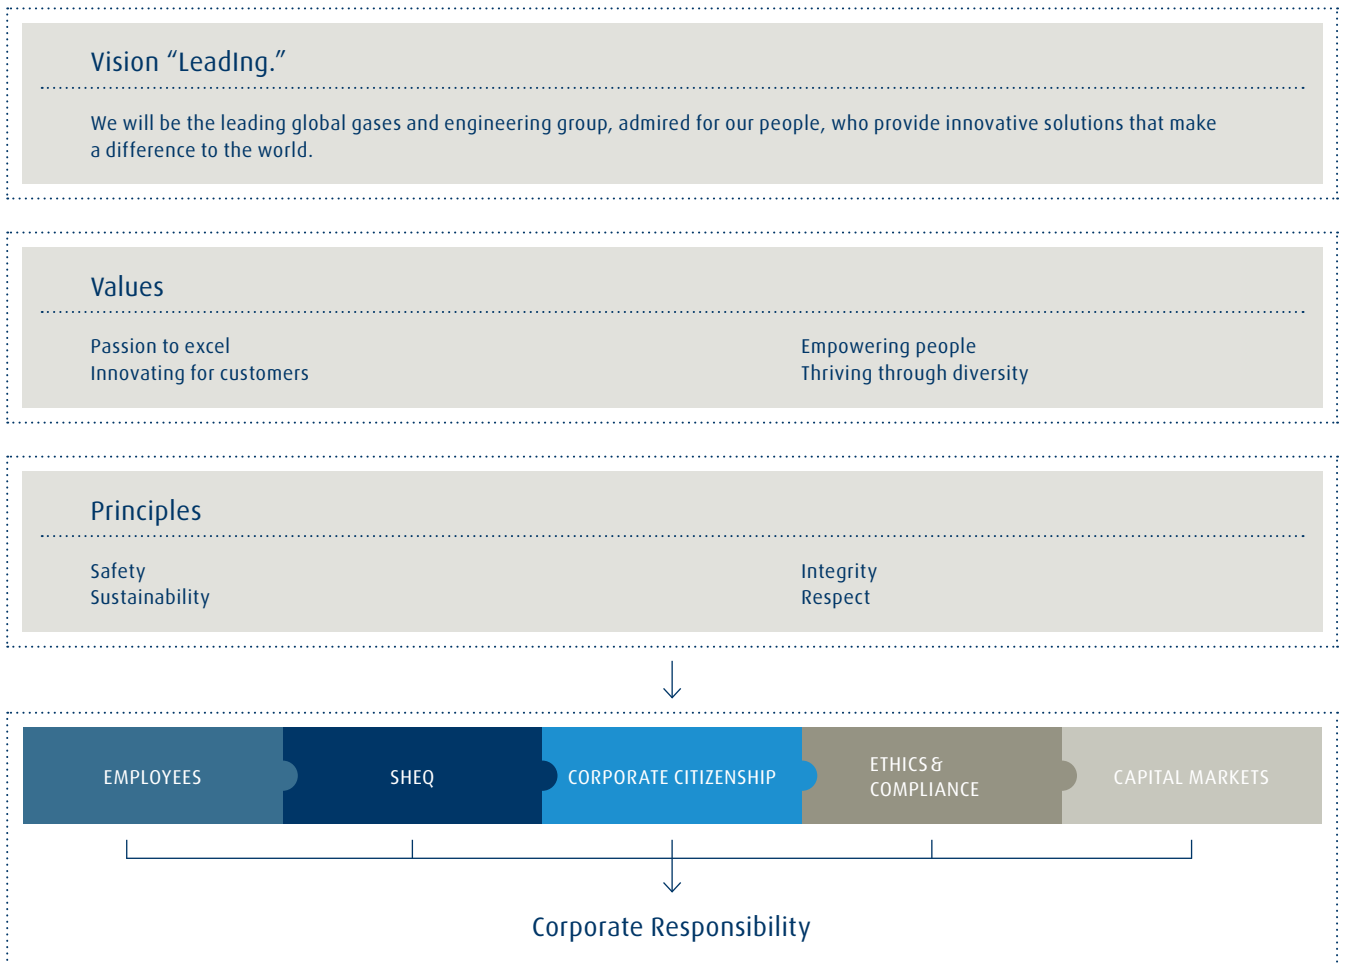 Vision “LeadIng.”
We will be the leading global gases and engineering group, admired for our people, who provide innovative solutions that make
a difference to the world.
Values
Passion to excel
Innovating for customers
Empowering people
Thriving through diversity
Principles
Safety
Sustainability
Integrity
Respect
EMPLOYEES
SHEQ
CORPORATE CITIZENSHIP
ETHICS &
COMPLIANCE
CAPITAL MARKETS
Corporate Responsibility